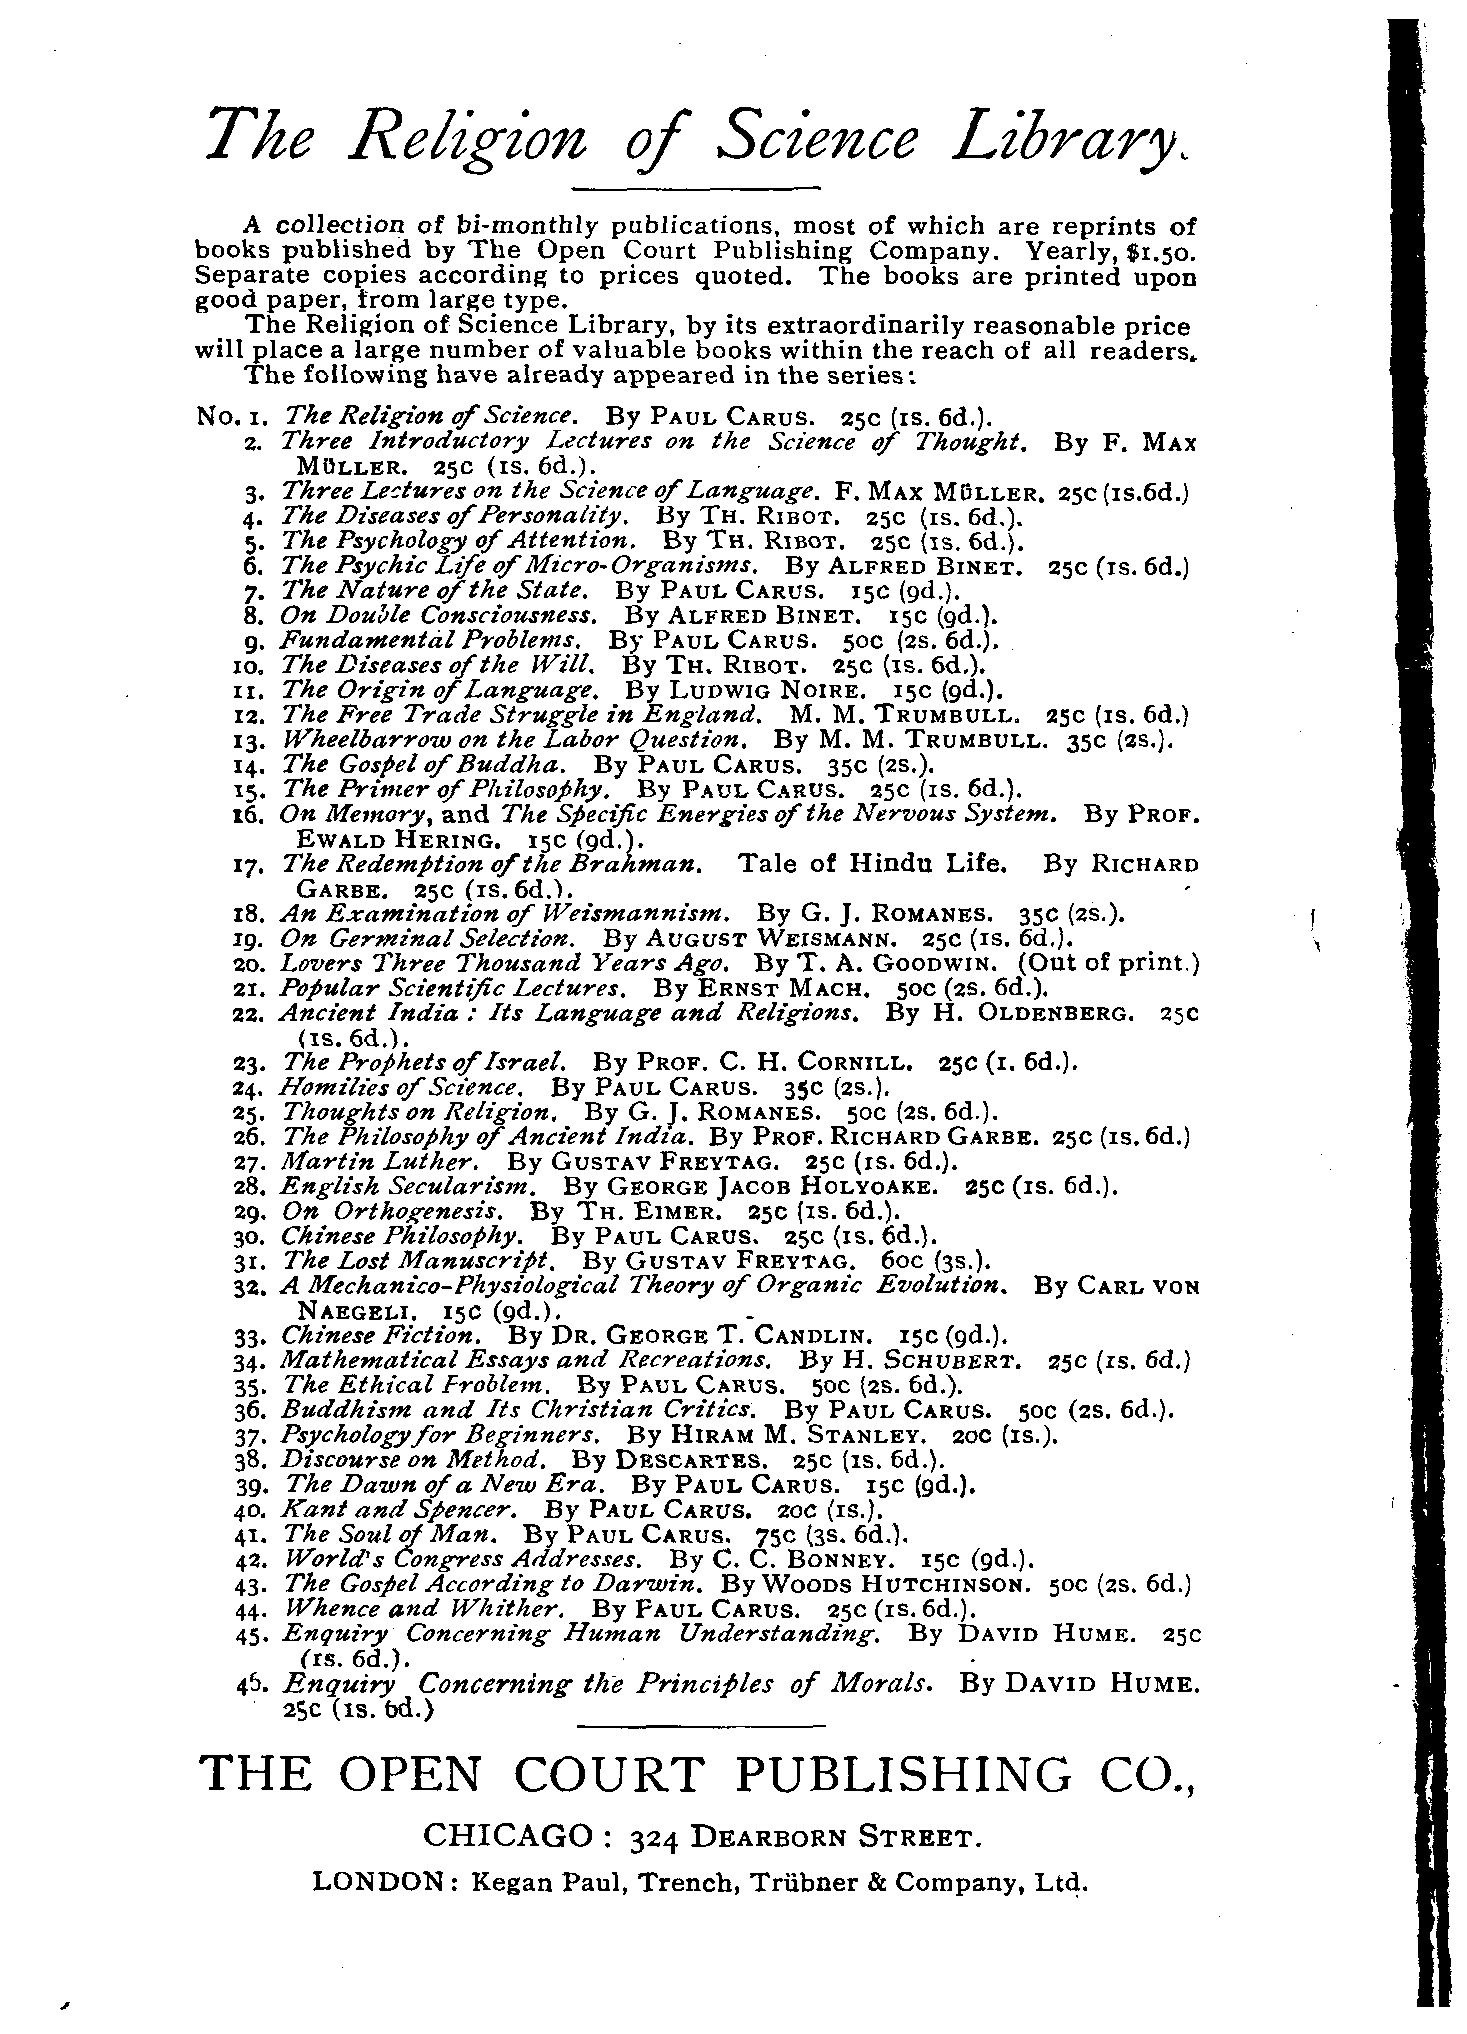 The Religion of Science Library.
A collection of bi-monthly publications, most of which are reprints of
books published by The Open Court Publishing Company. Yearly, $1.50.
Separate copies according to prices quoted. The books are printed upon
good paper, from large type.
The Religion of Science Library, by its extraordinarily reasonable price
will place a large number of valuable books within the reach of all readers.
The following have already appeared in the series:
No. 1. The Religion of Science. By PAUL CARUS. 25c (1s. 6d.).
2. Three Introductory Lectures on the Science of Thought. By F. MAX
MÜLLER. 25c (1s. 6d.).
3. Three Lectures on the Science of Language. F. MAX MÜLLER. 25c (1s.6d.)
4. The Diseases of Personality. By TH. RIBOT. 25c (1s. 6d.).
5. The Psychology of Attention. By TH. RIBOT. 25c (1s. 6d.).
6. The Psychic Life of Micro-Organisms. By ALFRED BINET. 25c (1s. 6d.)
7. The Nature of the State. By PAUL CARUS. 15c (9d.).
8. On Double Consciousness. By ALFRED BINET. 15c (9d.).
9. Fundamental Problems. By PAUL CARUS. 50c (2s. 6d.).
10. The Diseases of the Will. By TH. RIBOT. 25c (1s. 6d.).
11. The Origin of Language. By LUDWIG NOIRE. 15c (9d.).
12. The Free Trade Struggle in England. M. M. TRUMBULL. 25c (1s. 6d.)
13. Wheelbarrow on the Labor Question. By M. M. TRUMBULL. 35c (2s.).
14. The Gospel of Buddha. By PAUL CARUS. 35c (2s.).
15. The Primer of Philosophy. By PAUL CARUS. 25c (1s. 6d.).
16. On Memory, and The Specific Energies of the Nervous System. By PROF.
EWALD HERING. 15c (9d.).
17. The Redemption of the Brahman. Tale of Hindu Life. By RICHARD
GARBE. 25c (1s. 6d.).
18. An Examination of Weismannism. By G. J. ROMANES. 35c (2s.).
19. On Germinal Selection. By AUGUST WEISMANN. 25c (1s. 6d.).
20. Lovers Three Thousand Years Ago. By T. A. GOODWIN. (Out of print.)
21. Popular Scientific Lectures. By ERNST MACH. 50c (2s. 6d.).
22. Ancient India: Its Language and Religions. By H. OLDENBERG. 25c
(1s. 6d.).
23. The Prophets of Israel. By PROF. C. H. CORNILL. 25c (1. 6d.).
24. Homilies of Science. By PAUL CARUS. 35c (2s.).
25. Thoughts on Religion. By G. J. ROMANES. 50c (2s. 6d.).
26. The Philosophy of Ancient India. By PROF. RICHARD GARBE. 25c (1s. 6d.)
27. Martin Luther. By GUSTAV FREYTAG. 25c (1s. 6d.).
28. English Secularism. By GEORGE JACOB HOLYOAKE. 25c (1s. 6d.).
29. On Orthogenesis. By TH. EIMER. 25c (1s. 6d.).
30. Chinese Philosophy. By PAUL CARUS. 25c (1s. 6d.).
31. The Lost Manuscript. By GUSTAV FREYTAG. 60c (3s.).
32. A Mechanico-Physiological Theory of Organic Evolution. By CARL VON
NAEGELI. 15c (9d.).
33. Chinese Fiction. By DR. GEORGE T. CANDLIN. 15c (9d.).
34. Mathematical Essays and Recreations. By H. SCHUBERT. 25c (1s. 6d.)
35. The Ethical Problem. By PAUL CARUS. 50c (2s. 6d.).
36. Buddhism and Its Christian Critics. By PAUL CARUS. 50c (2s. 6d.).
37. Psychology for Beginners. By HIRAM M. STANLEY. 20c (1s.).
38. Discourse on Method. By DESCARTES. 25c (1s. 6d.).
39. The Dawn of a New Era. By PAUL CARUS. 15c (9d.).
40. Kant and Spencer. By PAUL CARUS. 20c (1s.).
41. The Soul of Man. By PAUL CARUS. 75c (3s. 6d.).
42. World's Congress Addresses. By C. C. BONNEY. 15c (9d.).
43. The Gospel According to Darwin. By WOODS HUTCHINSON. 50c (2s. 6d.)
44. Whence and Whither. By PAUL CARUS. 25c (1s. 6d.).
45. Enquiry Concerning Human Understanding. By DAVID HUME. 25c
(1s. 6d.).
46. Enquiry Concerning the Principles of Morals. By DAVID HUME.
25c (1s. 6d.)
THE OPEN COURT PUBLISHING CO.,
CHICAGO: 324 DEARBORN STREET.
LONDON: Kegan Paul, Trench, Trübner & Company, Ltd.